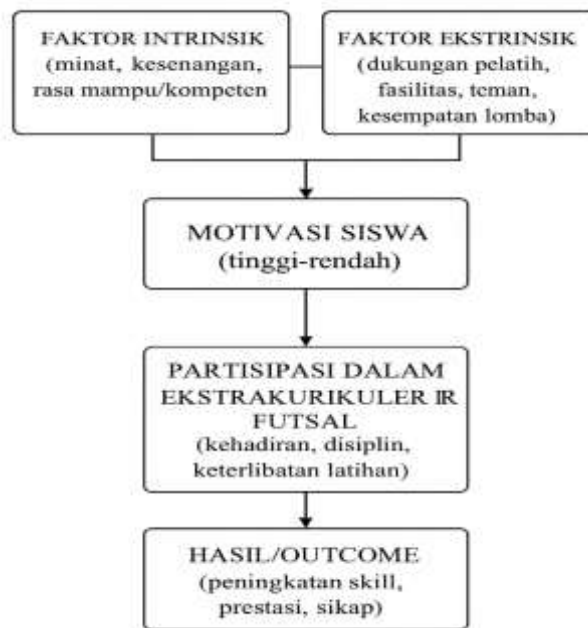 FAKTOR INTRINSIK
(minat, kesenangan,
rasa mampu/kompeten
FAKTOR EKSTRINSIK
(dukungan pelatih,
fasilitas, teman,
kesempatan lomba)
MOTIVASI SISWA
(tinggi-rendah)
PARTISIPASI DALAM
EKSTRAKURIKULER IR
FUTSAL
(kehadiran, disiplin,
keterlibatan latihan)
HASIL/OUTCOME
(peningkatan skill,
prestasi, sikap)